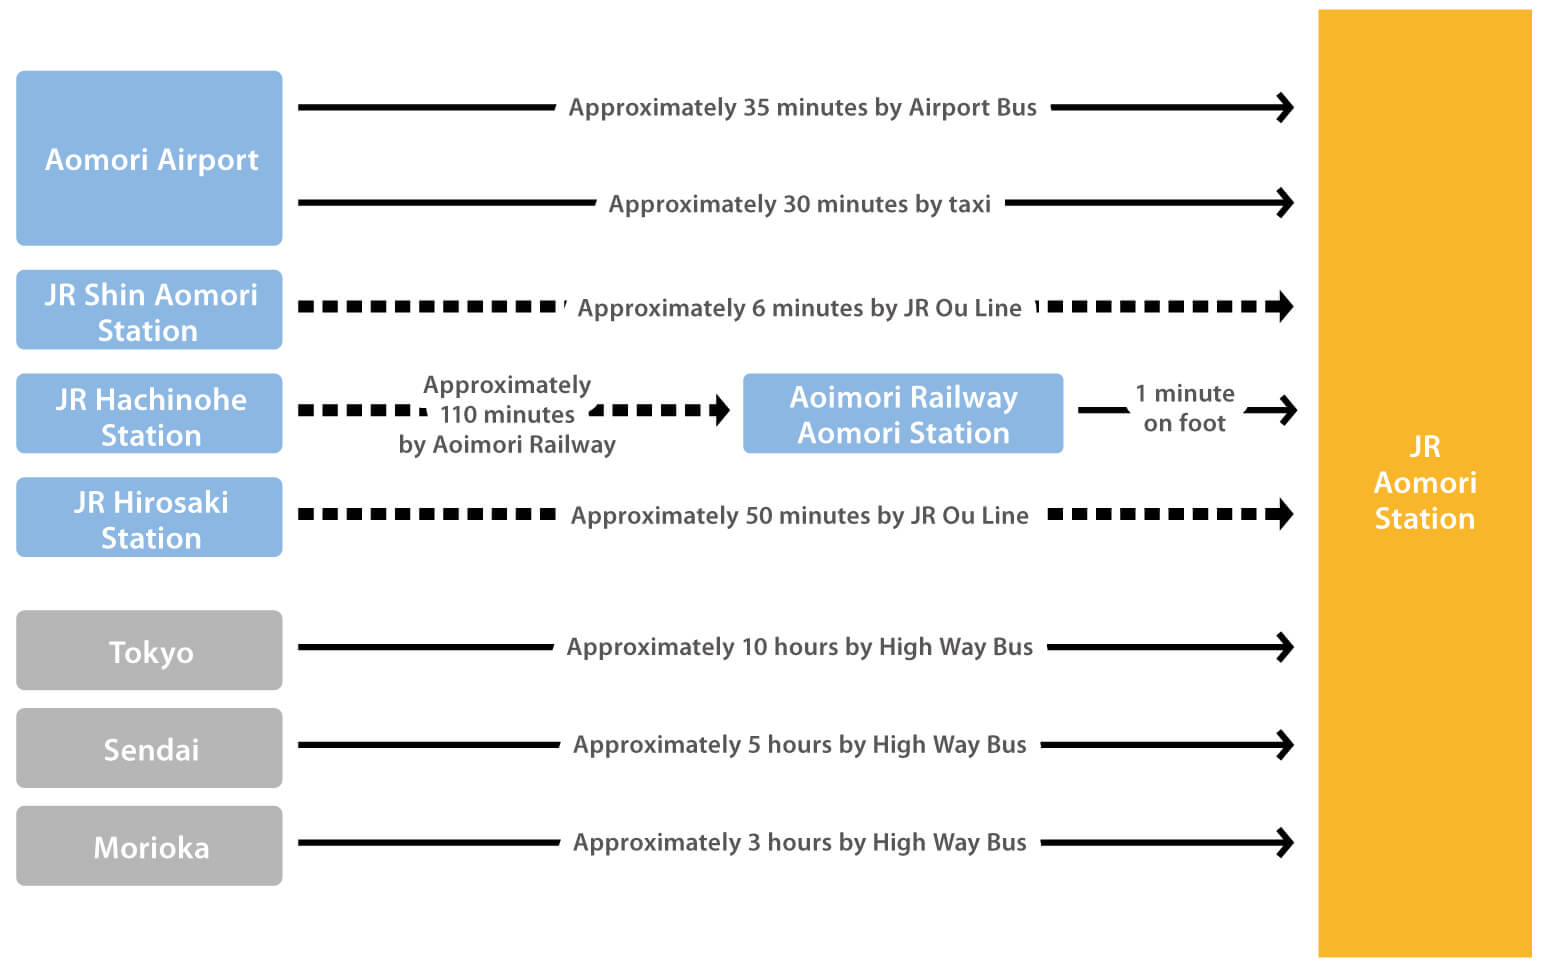 Aomori Airport
Approximately 35 minutes by Airport Bus
Approximately 30 minutes by taxi
JR Shin Aomori
Station
Approximately 6 minutes by JR Ou Line
JR Hachinohe
Station
Approximately
110 minutes
by Aoimori Railway
Aoimori Railway
Aomori Station
1 minute
on foot
JR Hirosaki
Station
Approximately 50 minutes by JR Ou Line
Tokyo
Approximately 10 hours by High Way Bus
Sendai
Approximately 5 hours by High Way Bus
Morioka
Approximately 3 hours by High Way Bus
JR
Aomori
Station